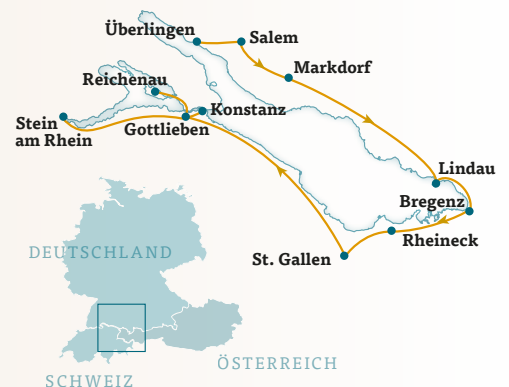 Überlingen
Salem
Markdorf
Reichenau
Konstanz
Stein
am Rhein
Gottlieben
Lindau
Bregenz
Rheineck
St. Gallen
DEUTSCHLAND
ÖSTERREICH
SCHWEIZ